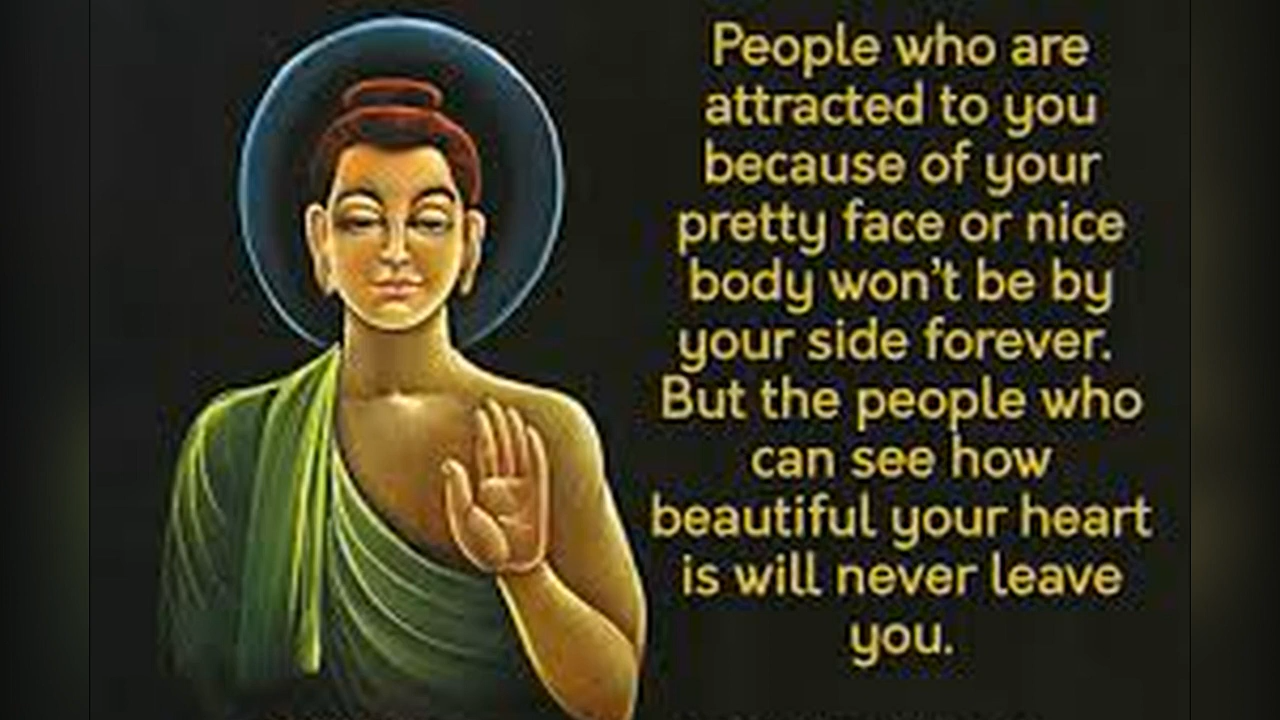 People who are
attracted to you
because of your
pretty face or nice
body won't be by
your side forever.
But the people who
can see how
beautiful your heart
is will never leave
you.